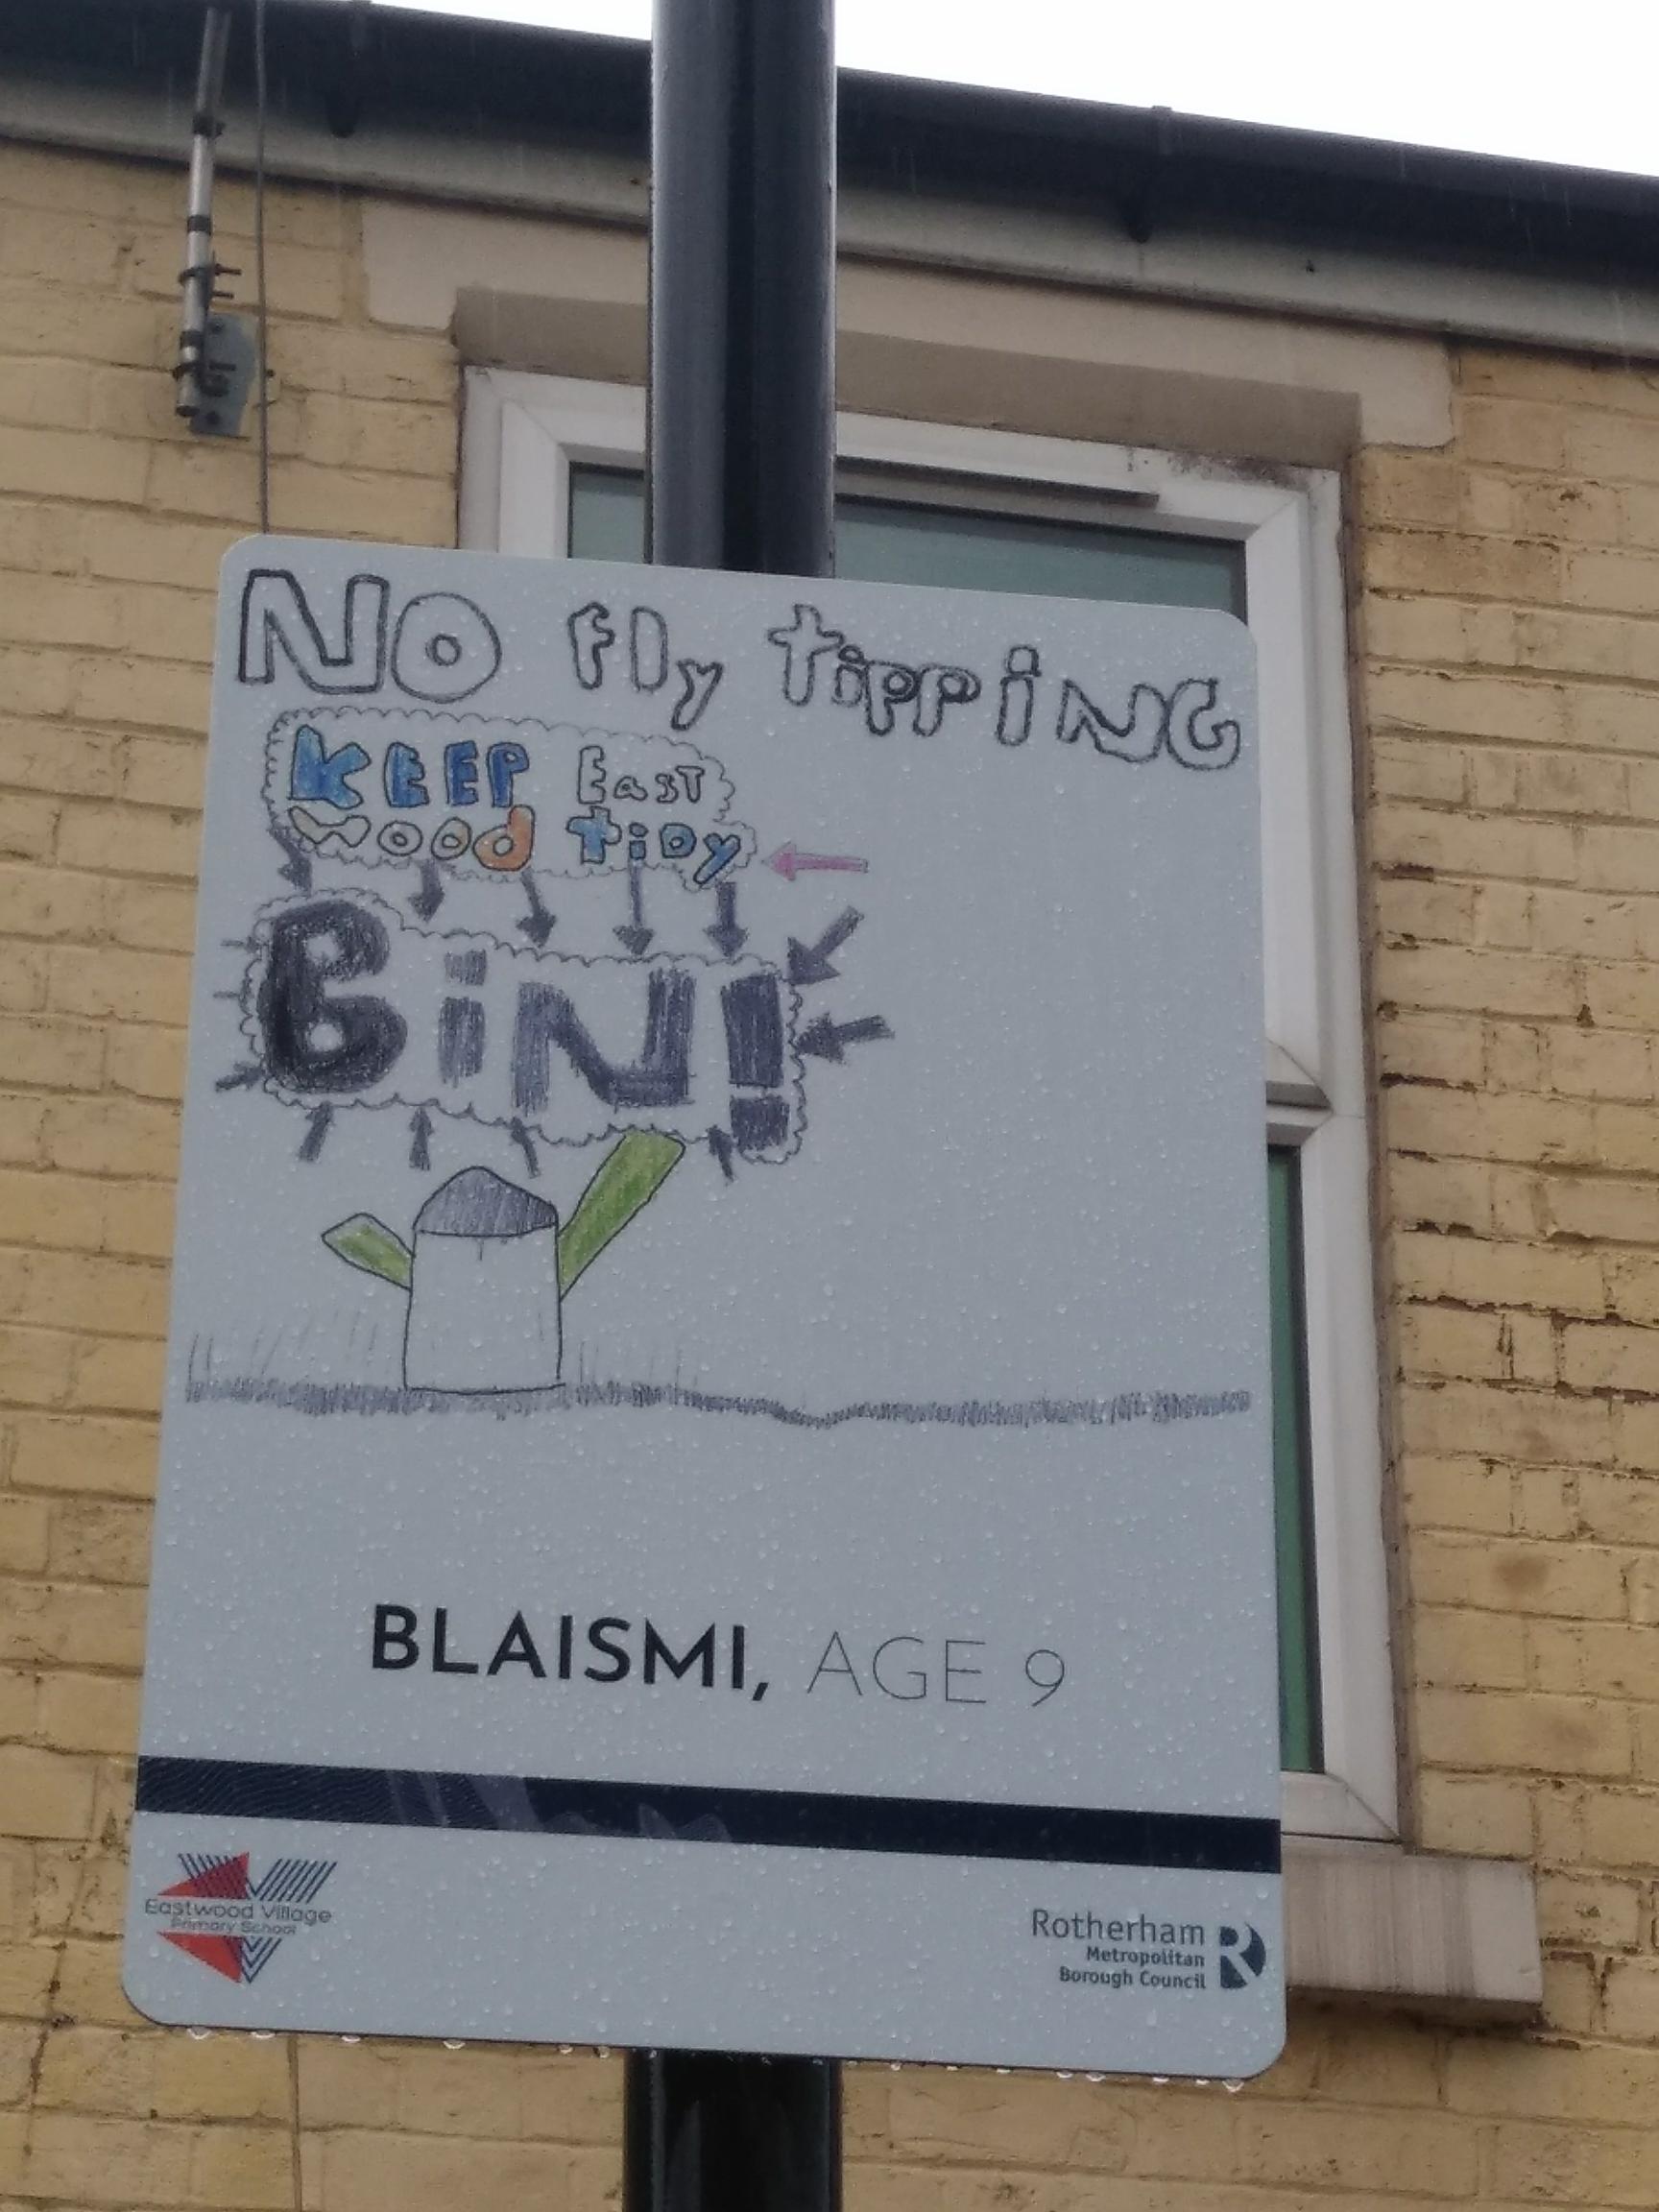 NO fly tippiNG
KEEP EasT
wood tiDy
BiN!
BLAISMI, AGE 9
Eastwood Village
Primary School
Rotherham
Metropolitan
Borough Council
R